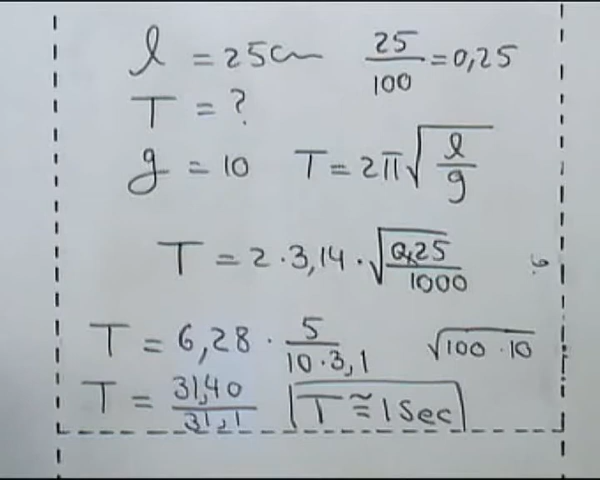 l = 25cm 25/100 = 0,25
T = ?
g = 10 T = 2π√(l/g)
T = 2 · 3,14 · √(0,25/1000)
T = 6,28 · 5/(10 · 3,1) √(100 · 10)
T = 31,40/31,1 T ≅ 1 Sec